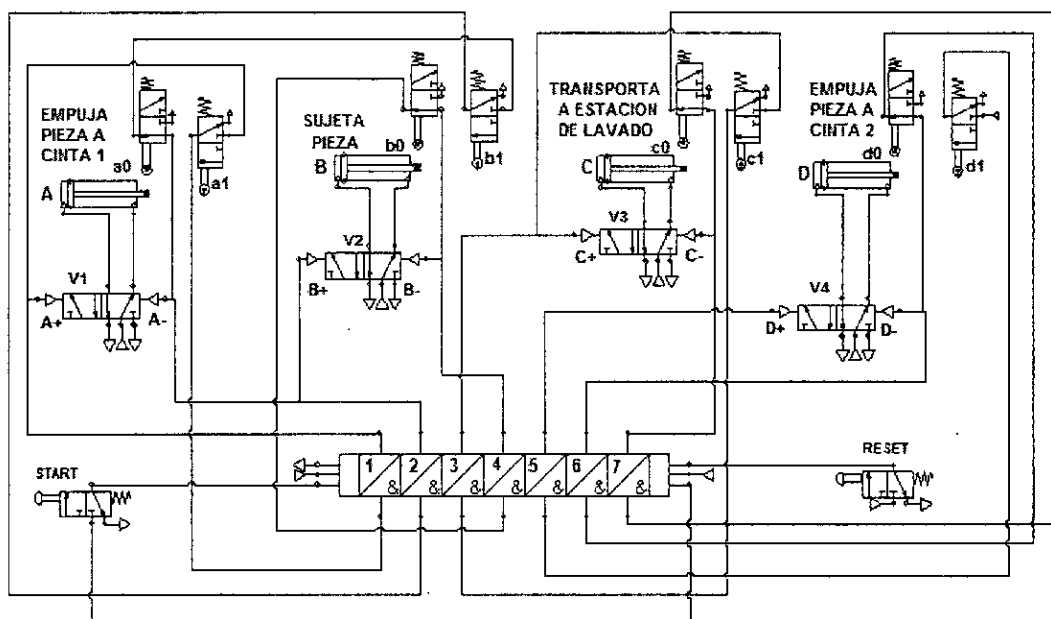 EMPUJA
PIEZA A
CINTA 1
a0
a1
A
V1
A+
A-
SUJETA
PIEZA
b0
b1
B
V2
B+
B-
TRANSPORTA
A ESTACION
DE LAVADO
c0
c1
C
V3
C+
C-
EMPUJA
PIEZA A
CINTA 2
d0
d1
D
V4
D+
D-
START
1 2 3 4 5 6 7
& & & & & & &
RESET